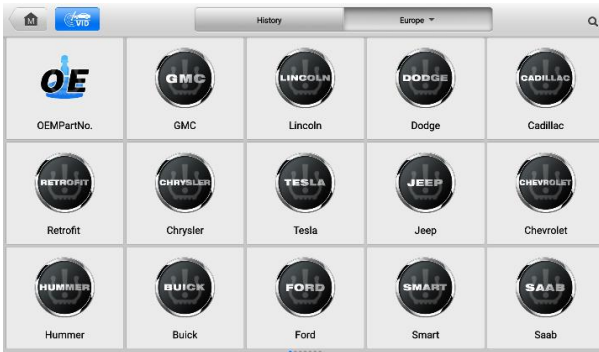 M VID History Europe
OE GMC LINCOLN DODGE CADILLAC
OEMPartNo. GMC Lincoln Dodge Cadillac
RETROFIT CHRYSLER TESLA JEEP CHEVROLET
Retrofit Chrysler Tesla Jeep Chevrolet
HUMMER BUICK FORD SMART SAAB
Hummer Buick Ford Smart Saab